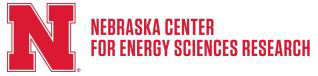 N
NEBRASKA CENTER
FOR ENERGY SCIENCES RESEARCH